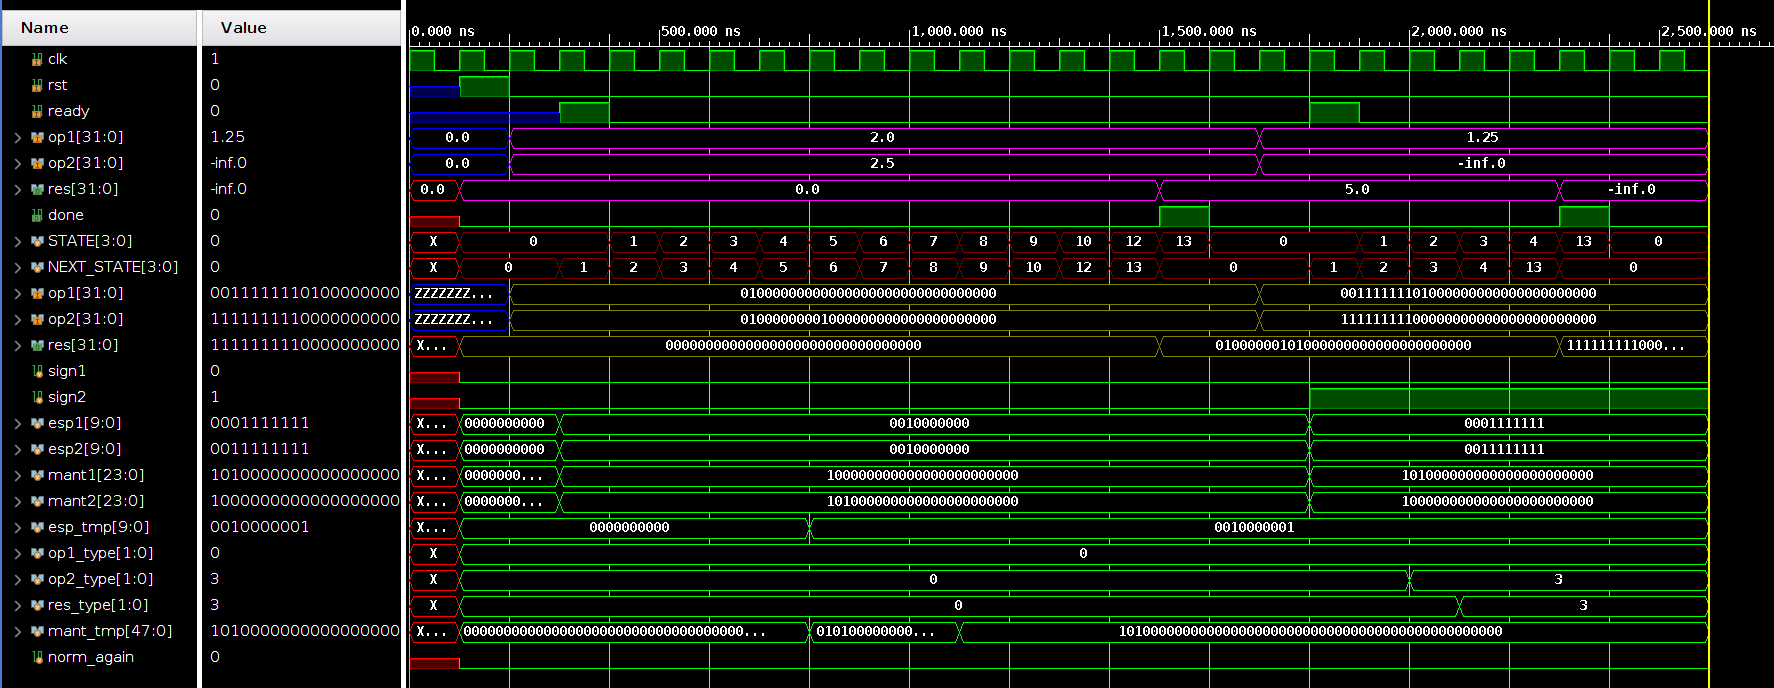 Name Value 0.000 ns 500.000 ns 1,000.000 ns 1,500.000 ns 2,000.000 ns 2,500.000 ns
clk 1
rst 0
ready 0
op1[31:0] 1.25 0.0 2.0 1.25
op2[31:0] -inf.0 0.0 2.5 -inf.0
res[31:0] -inf.0 0.0 0.0 5.0 -inf.0
done 0
STATE[3:0] 0 X 0 1 2 3 4 5 6 7 8 9 10 12 13 0 1 2 3 4 13 0
NEXT_STATE[3:0] 0 X 0 1 2 3 4 5 6 7 8 9 10 12 13 0 1 2 3 4 13 0
op1[31:0] 00111111101000000000 ZZZZZZZ... 01000000000000000000000000000000 00111111101000000000000000000000
op2[31:0] 11111111100000000000 ZZZZZZZ... 01000000001000000000000000000000 11111111100000000000000000000000
res[31:0] 11111111100000000000 X... 00000000000000000000000000000000 01000000101000000000000000000000 111111111000...
sign1 0
sign2 1
esp1[9:0] 0001111111 X... 0000000000 0010000000 0001111111
esp2[9:0] 0011111111 X... 0000000000 0010000000 0011111111
mant1[23:0] 10100000000000000000 X... 0000000... 100000000000000000000000 101000000000000000000000
mant2[23:0] 10000000000000000000 X... 0000000... 101000000000000000000000 100000000000000000000000
esp_tmp[9:0] 0010000001 X... 0000000000 0010000001
op1_type[1:0] 0 X 0
op2_type[1:0] 3 X 0 3
res_type[1:0] 3 X 0 3
mant_tmp[47:0] 10100000000000000000 X... 0000000000000000000000000000000000... 010100000000... 101000000000000000000000000000000000000000000000
norm_again 0